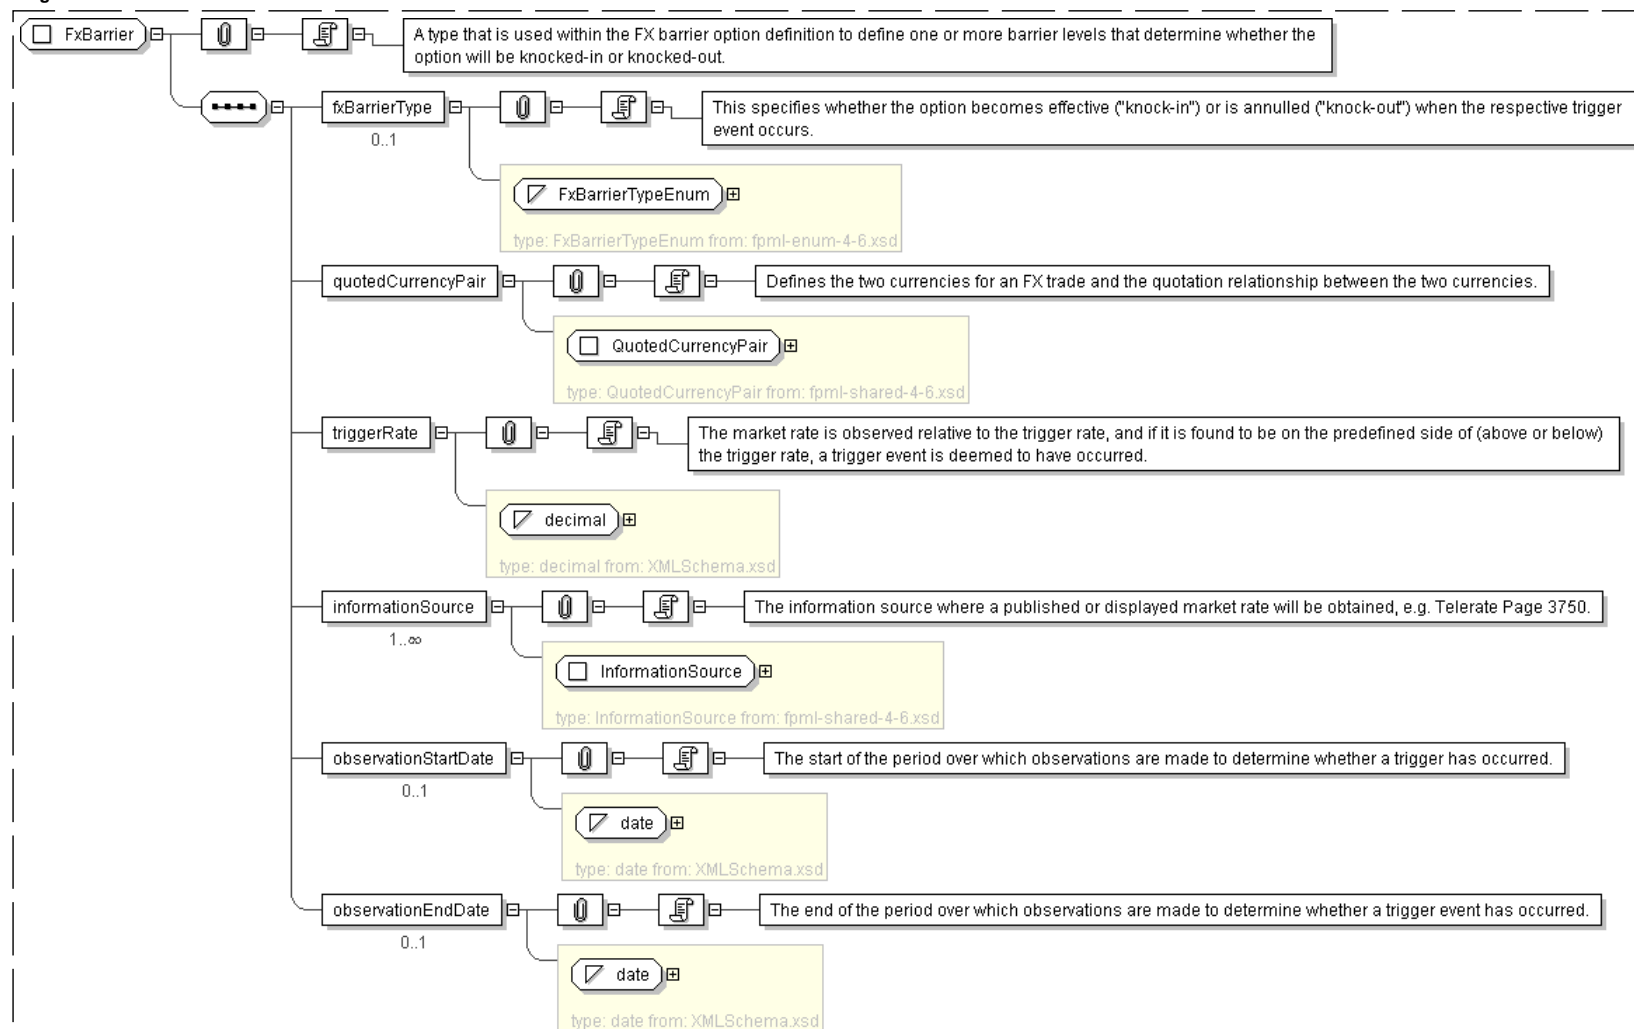 FxBarrier
A type that is used within the FX barrier option definition to define one or more barrier levels that determine whether the
option will be knocked-in or knocked-out.
fxBarrierType
0..1
This specifies whether the option becomes effective ("knock-in") or is annulled ("knock-out") when the respective trigger
event occurs.
FxBarrierTypeEnum
type: FxBarrierTypeEnum from: fpml-enum-4-6.xsd
quotedCurrencyPair
Defines the two currencies for an FX trade and the quotation relationship between the two currencies.
QuotedCurrencyPair
type: QuotedCurrencyPair from: fpml-shared-4-6.xsd
triggerRate
The market rate is observed relative to the trigger rate, and if it is found to be on the predefined side of (above or below)
the trigger rate, a trigger event is deemed to have occurred.
decimal
type: decimal from: XMLSchema.xsd
informationSource
1..∞
The information source where a published or displayed market rate will be obtained, e.g. Telerate Page 3750.
InformationSource
type: InformationSource from: fpml-shared-4-6.xsd
observationStartDate
0..1
The start of the period over which observations are made to determine whether a trigger has occurred.
date
type: date from: XMLSchema.xsd
observationEndDate
0..1
The end of the period over which observations are made to determine whether a trigger event has occurred.
date
type: date from: XMLSchema.xsd